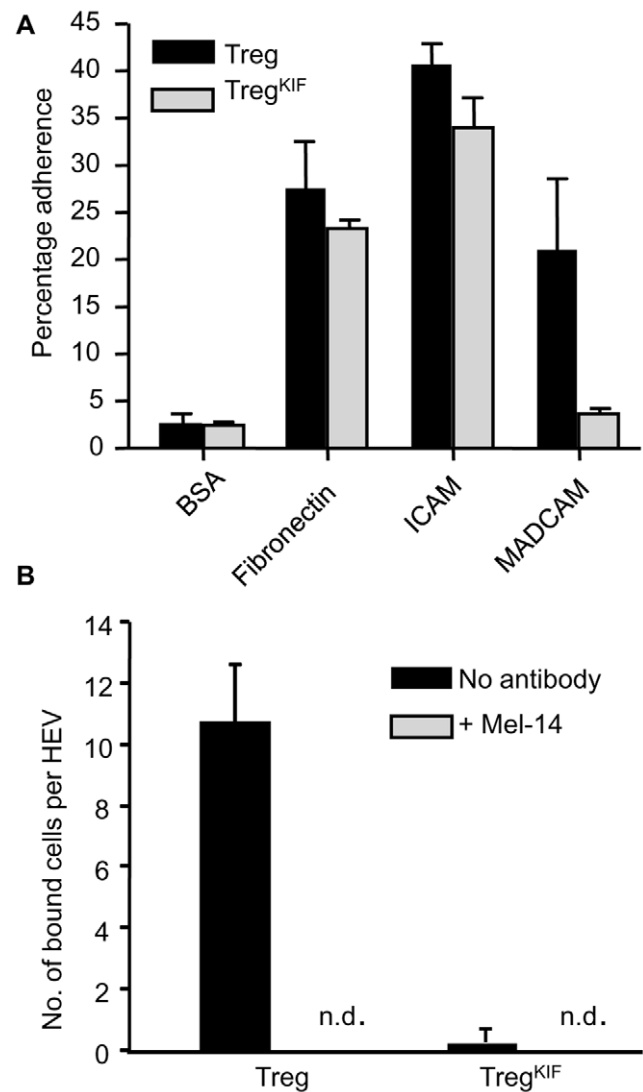 A
45
40
35
30
25
20
15
10
5
0
Percentage adherence
Treg
Treg^KIF
BSA
Fibronectin
ICAM
MADCAM
B
14
12
10
8
6
4
2
0
No. of bound cells per HEV
No antibody
+ Mel-14
n.d.
n.d.
Treg
Treg^KIF